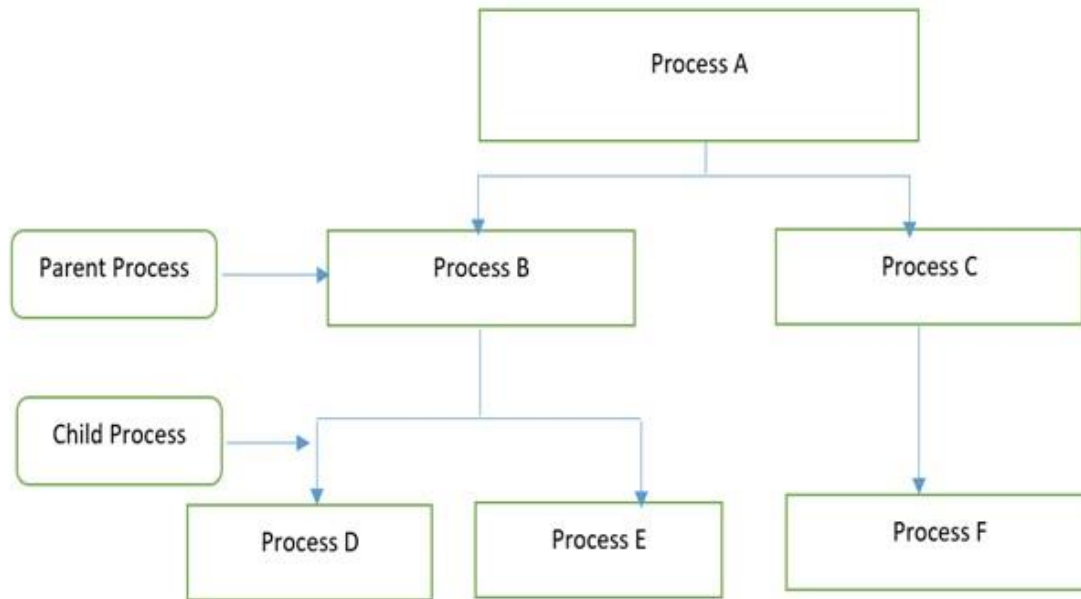 Process A
Parent Process
Process B
Process C
Child Process
Process D
Process E
Process F